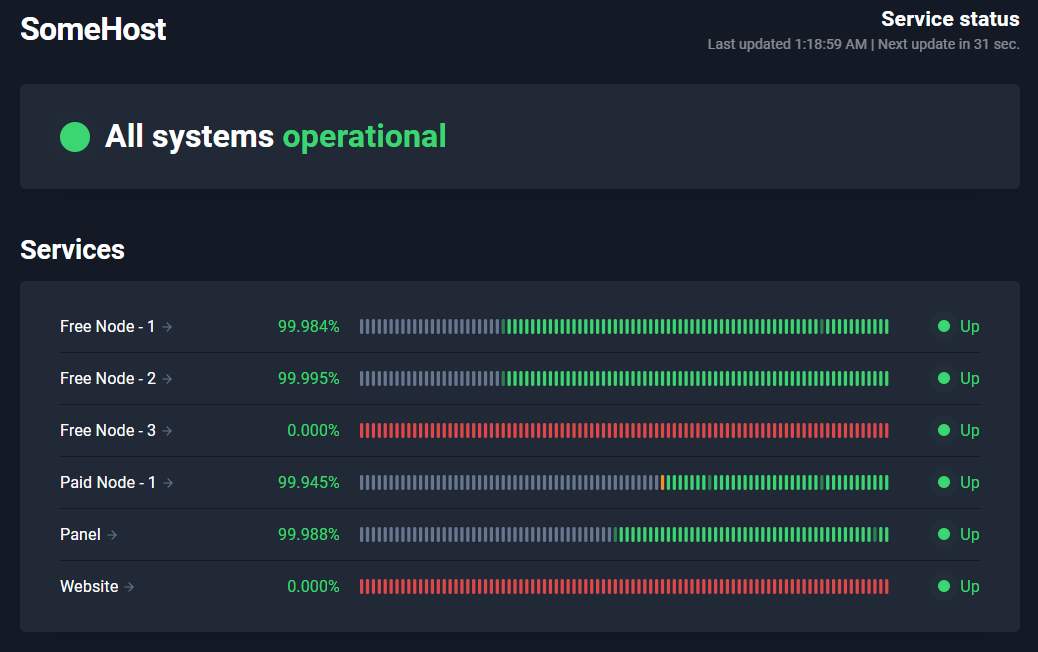 SomeHost
Service status
Last updated 1:18:59 AM | Next update in 31 sec.
All systems operational
Services
Free Node - 1 → 99.984% Up
Free Node - 2 → 99.995% Up
Free Node - 3 → 0.000% Up
Paid Node - 1 → 99.945% Up
Panel → 99.988% Up
Website → 0.000% Up